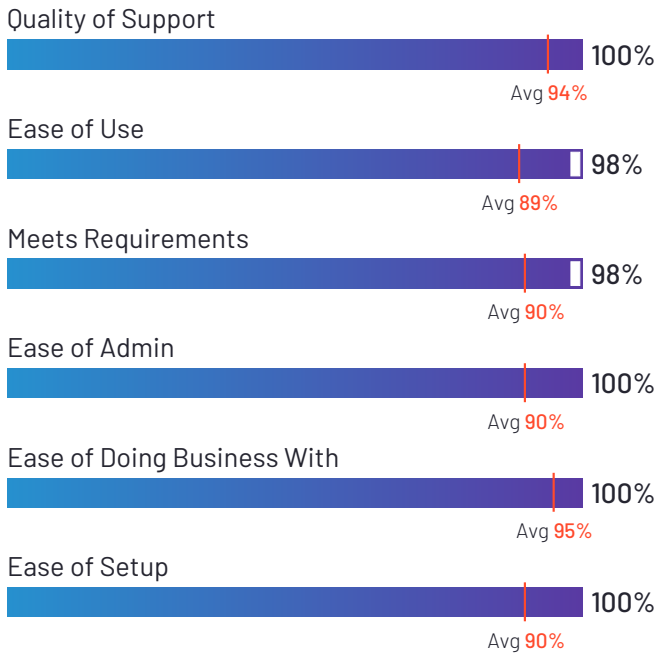 Quality of Support
100%
Avg 94%
Ease of Use
98%
Avg 89%
Meets Requirements
98%
Avg 90%
Ease of Admin
100%
Avg 90%
Ease of Doing Business With
100%
Avg 95%
Ease of Setup
100%
Avg 90%